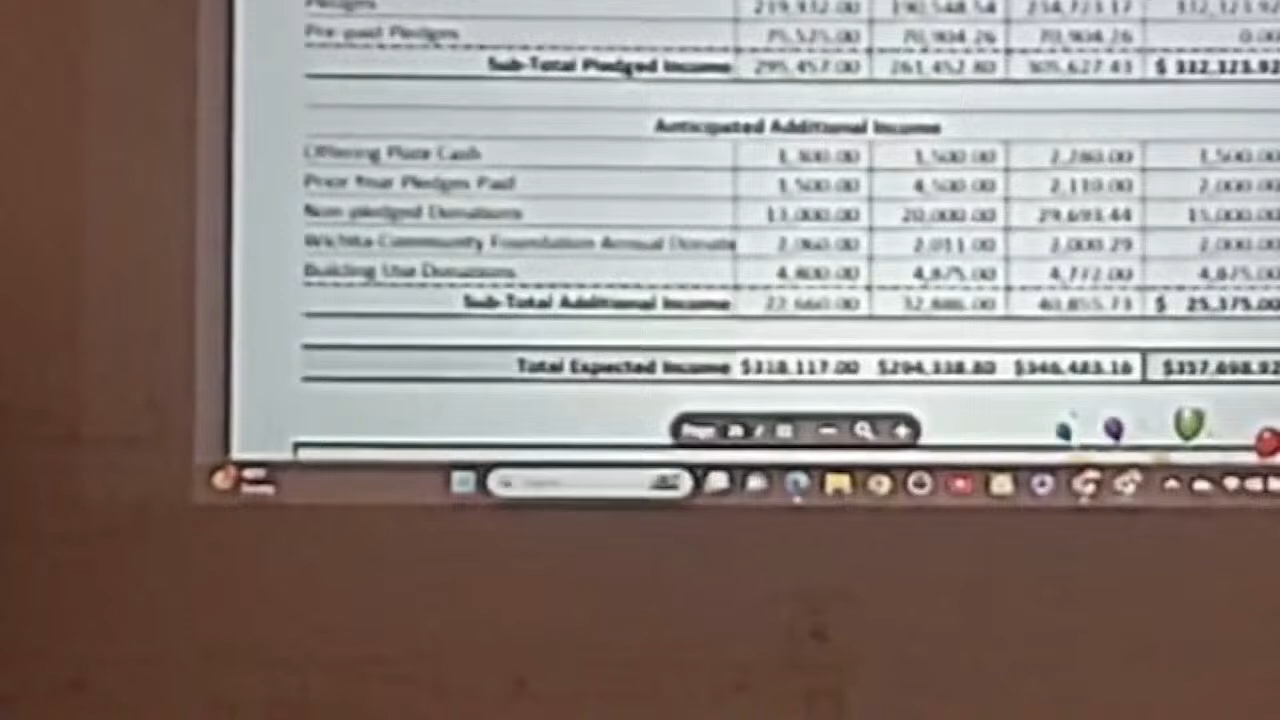 Pledges 219,932.00 190,548.54 234,723.17
Pre-paid Pledges 75,525.00 70,904.26 70,904.26 0.00
Sub-Total Pledged Income 295,457.00 261,452.80 305,627.43 $ 332,323.92
Anticipated Additional Income
Offering Plate Cash 1,300.00 1,500.00 2,280.00 1,500.00
Prior Year Pledges Paid 1,500.00 4,500.00 2,110.00 2,000.00
Non-pledged Donations 13,000.00 20,000.00 29,693.44 15,000.00
Wichita Community Foundation Annual Donatio 2,060.00 2,011.00 2,000.29 2,000.00
Building Use Donations 4,800.00 4,875.00 4,772.00 4,875.00
Sub-Total Additional Income 22,660.00 32,886.00 40,855.73 $ 25,375.00
Total Expected Income $318,117.00 $294,338.80 $346,483.16 $357,698.92
Page /